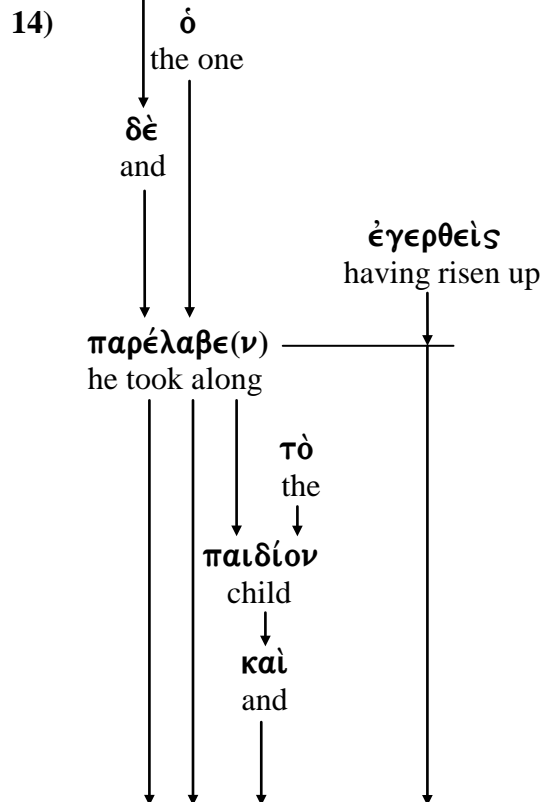 14) ὁ
the one
δὲ
and
ἐγερθεὶς
having risen up
παρέλαβε(ν)
he took along
τὸ
the
παιδίον
child
καὶ
and